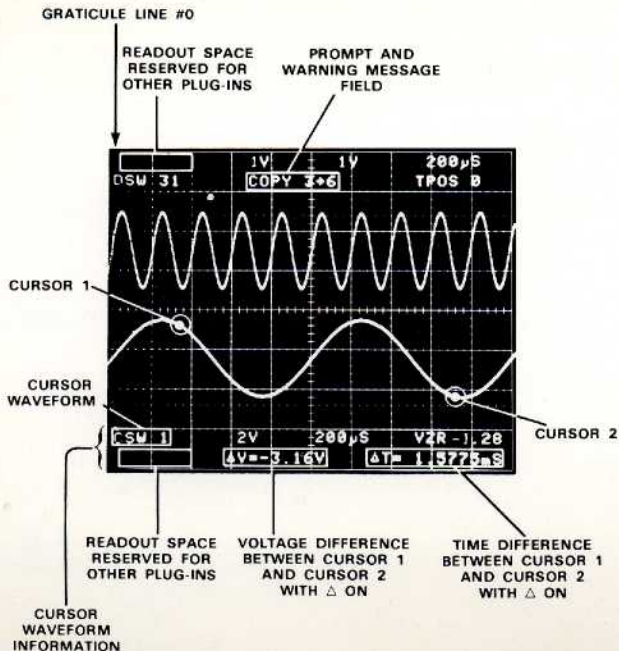 GRATICULE LINE #0
READOUT SPACE
RESERVED FOR
OTHER PLUG-INS
PROMPT AND
WARNING MESSAGE
FIELD
1V 1V 200µS
DSW 31 COPY 3→6 TPOS 0
CURSOR 1
CURSOR
WAVEFORM
CURSOR 2
CSW 1 2V 200µS VZR -1.28
ΔV=-3.16V ΔT= 1.5775mS
READOUT SPACE
RESERVED FOR
OTHER PLUG-INS
VOLTAGE DIFFERENCE
BETWEEN CURSOR 1
AND CURSOR 2
WITH △ ON
TIME DIFFERENCE
BETWEEN CURSOR 1
AND CURSOR 2
WITH △ ON
CURSOR
WAVEFORM
INFORMATION